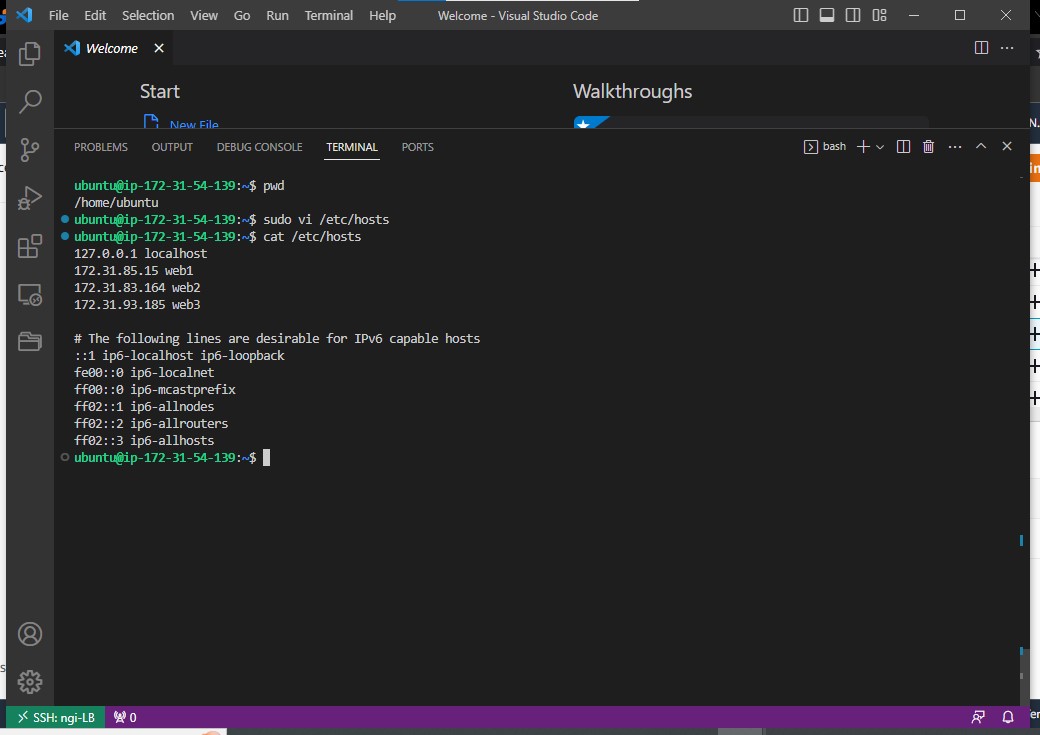 File Edit Selection View Go Run Terminal Help Welcome - Visual Studio Code
Welcome
Start
Walkthroughs
New File
PROBLEMS OUTPUT DEBUG CONSOLE TERMINAL PORTS
bash
ubuntu@ip-172-31-54-139:~$ pwd
/home/ubuntu
ubuntu@ip-172-31-54-139:~$ sudo vi /etc/hosts
ubuntu@ip-172-31-54-139:~$ cat /etc/hosts
127.0.0.1 localhost
172.31.85.15 web1
172.31.83.164 web2
172.31.93.185 web3
# The following lines are desirable for IPv6 capable hosts
::1 ip6-localhost ip6-loopback
fe00::0 ip6-localnet
ff00::0 ip6-mcastprefix
ff02::1 ip6-allnodes
ff02::2 ip6-allrouters
ff02::3 ip6-allhosts
ubuntu@ip-172-31-54-139:~$
SSH: ngi-LB 0